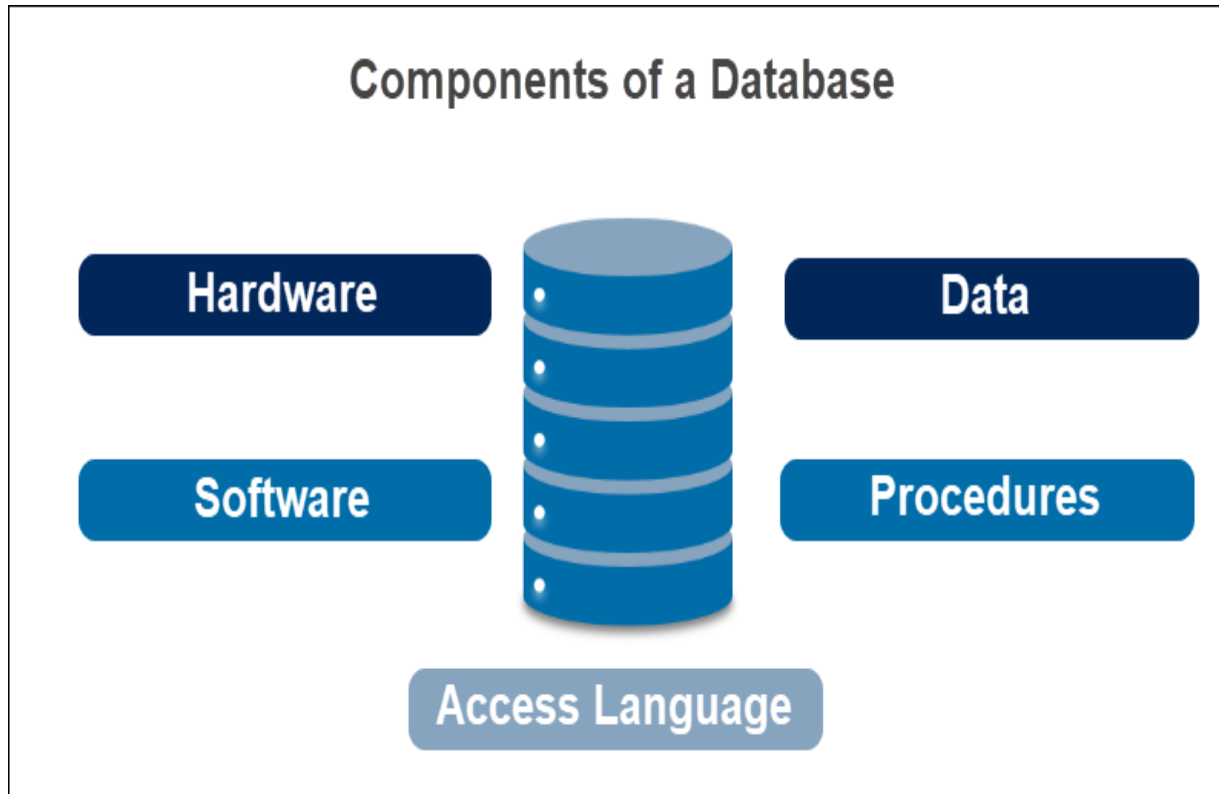 Components of a Database
Hardware
Data
Software
Procedures
Access Language